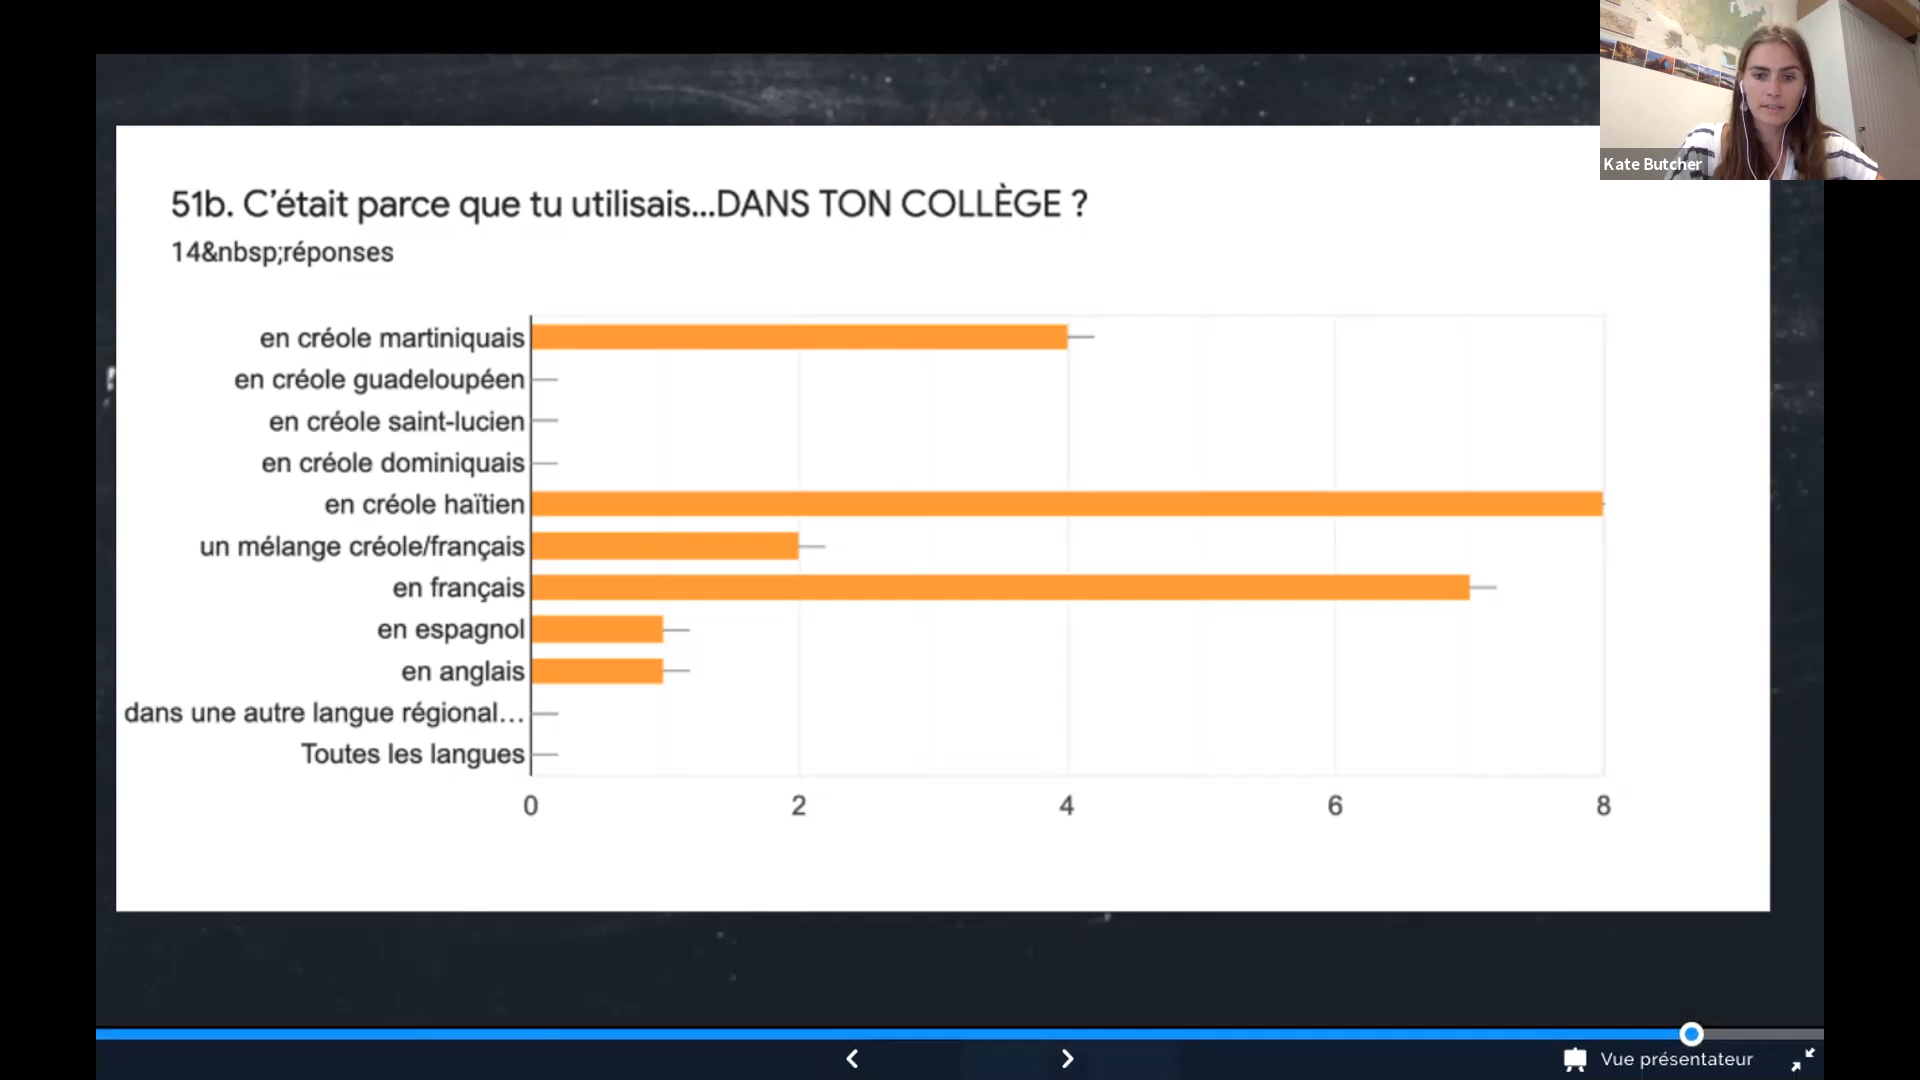 Kate Butcher
51b. C’était parce que tu utilisais...DANS TON COLLÈGE ?
14&nbsp;réponses
en créole martiniquais
en créole guadeloupéen
en créole saint-lucien
en créole dominiquais
en créole haïtien
un mélange créole/français
en français
en espagnol
en anglais
dans une autre langue régional…
Toutes les langues
0 2 4 6 8
Vue présentateur